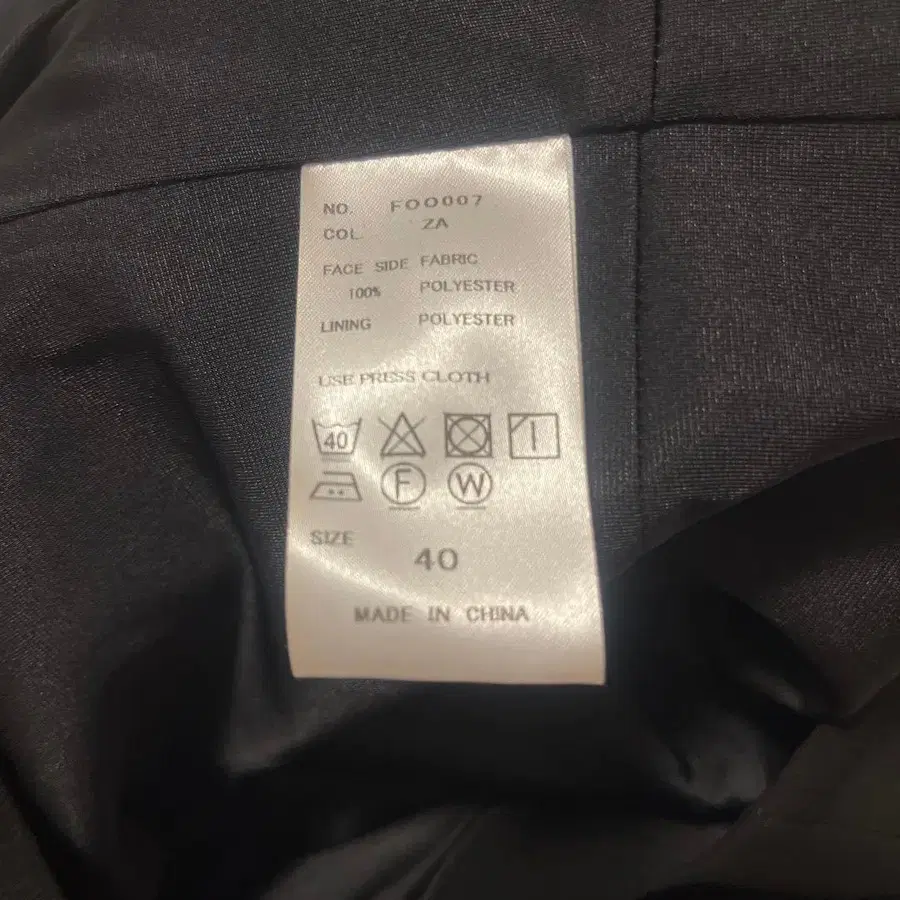 NO. FOO007
COL. ZA
FACE SIDE FABRIC
100% POLYESTER
LINING POLYESTER
USE PRESS CLOTH
40
F W
SIZE
40
MADE IN CHINA